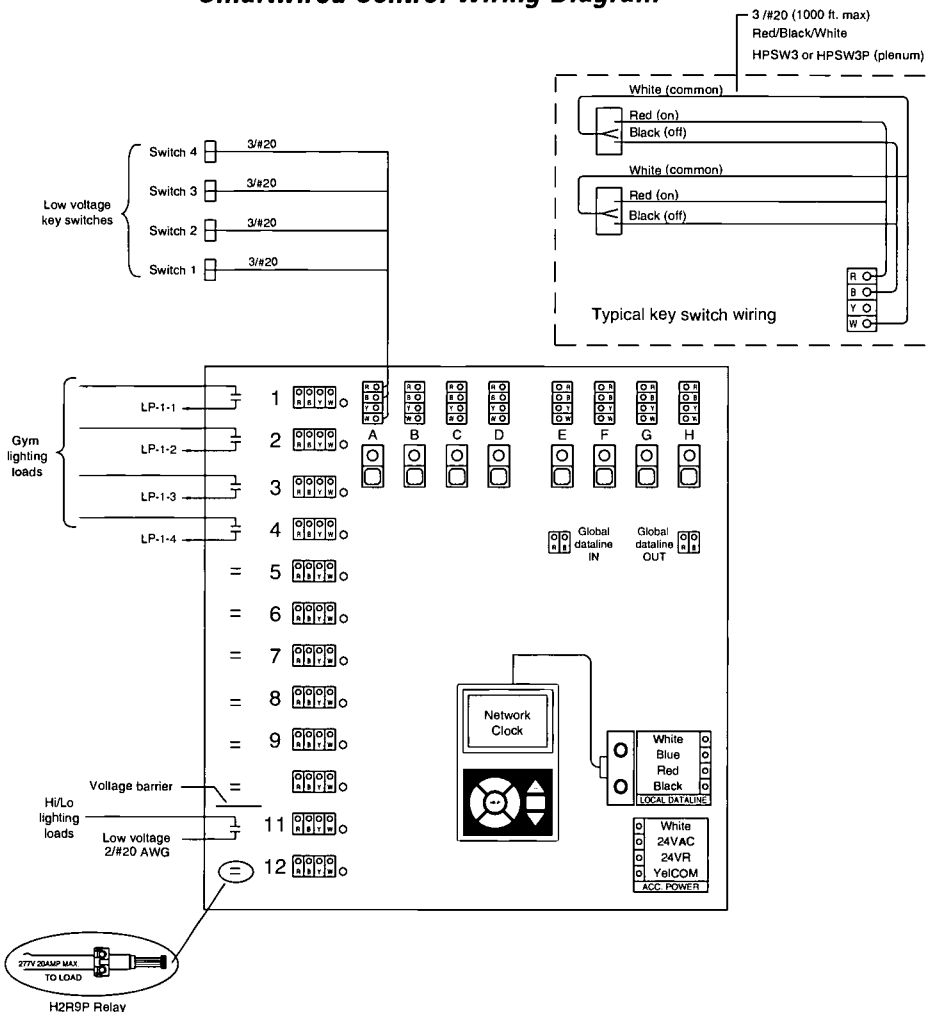 Smartwired Control Wiring Diagram
3 /#20 (1000 ft. max)
Red/Black/White
HPSW3 or HPSW3P (plenum)
White (common)
Red (on)
Black (off)
White (common)
Red (on)
Black (off)
R
B
Y
W
Typical key switch wiring
Low voltage
key switches
Switch 4
3/#20
Switch 3
3/#20
Switch 2
3/#20
Switch 1
3/#20
Gym
lighting
loads
LP-1-1
LP-1-2
LP-1-3
LP-1-4
1 R B Y W
2 R B Y W
3 R B Y W
4 R B Y W
5 R B Y W
6 R B Y W
7 R B Y W
8 R B Y W
9 R B Y W
R B Y W
11 R B Y W
12 R B Y W
R R R R R R R R
B B B B B B B B
Y Y Y Y Y Y Y Y
W W W W W W W W
A B C D E F G H
R B
Global
dataline
IN
Global
dataline
OUT
R B
Network
Clock
HELP
White
Blue
Red
Black
LOCAL DATALINE
White
24VAC
24VR
YelCOM
ACC. POWER
Voltage barrier
Hi/Lo
lighting
loads
Low voltage
2/#20 AWG
277V 20AMP MAX.
TO LOAD
H2R9P Relay